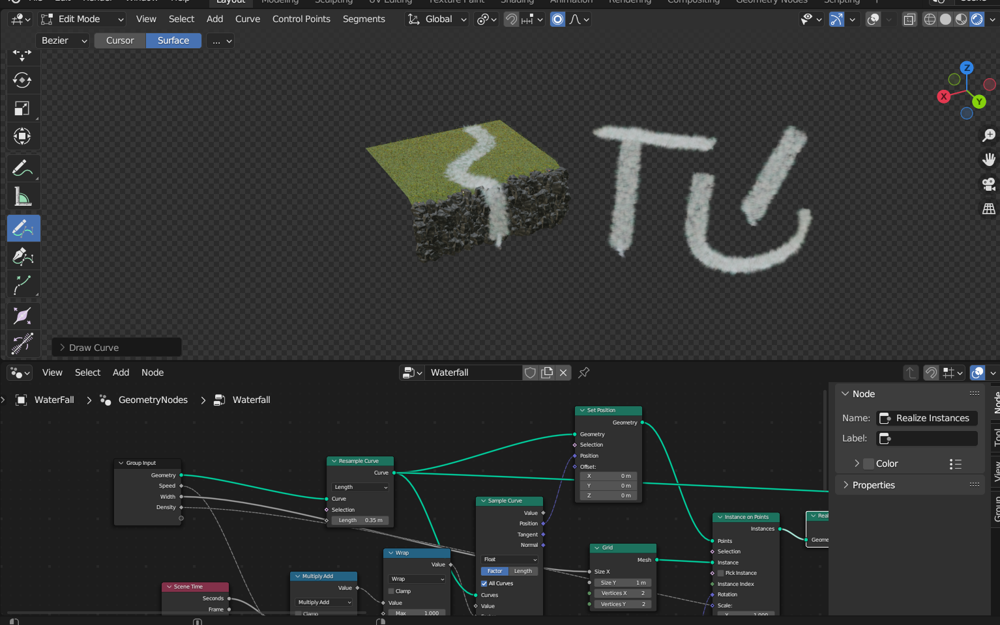 Layout Modeling Sculpting UV Editing Texture Paint Shading Animation Rendering Compositing Geometry Nodes Scripting
Edit Mode View Select Add Curve Control Points Segments Global
Bezier Cursor Surface ...
Z
X
Y
Draw Curve
View Select Add Node Waterfall
WaterFall GeometryNodes Waterfall
Node
Name: Realize Instances
Label:
Color
Properties
Node
Tool
View
Group
Group Input
Geometry
Speed
Width
Density
Resample Curve
Curve
Length
Curve
Selection
Length 0.35 m
Set Position
Geometry
Geometry
Selection
Position
Offset:
X 0 m
Y 0 m
Z 0 m
Sample Curve
Value
Position
Tangent
Normal
Float
Factor Length
All Curves
Curves
Value
Wrap
Value
Wrap
Clamp
Value
Max 1.000
Multiply Add
Value
Multiply Add
Clamp
Scene Time
Seconds
Frame
Grid
Mesh
Size X
Size Y 1 m
Vertices X 2
Vertices Y 2
Instance on Points
Instances
Points
Selection
Instance
Pick Instance
Instance Index
Rotation
Scale:
X 1.000
Real
Geome